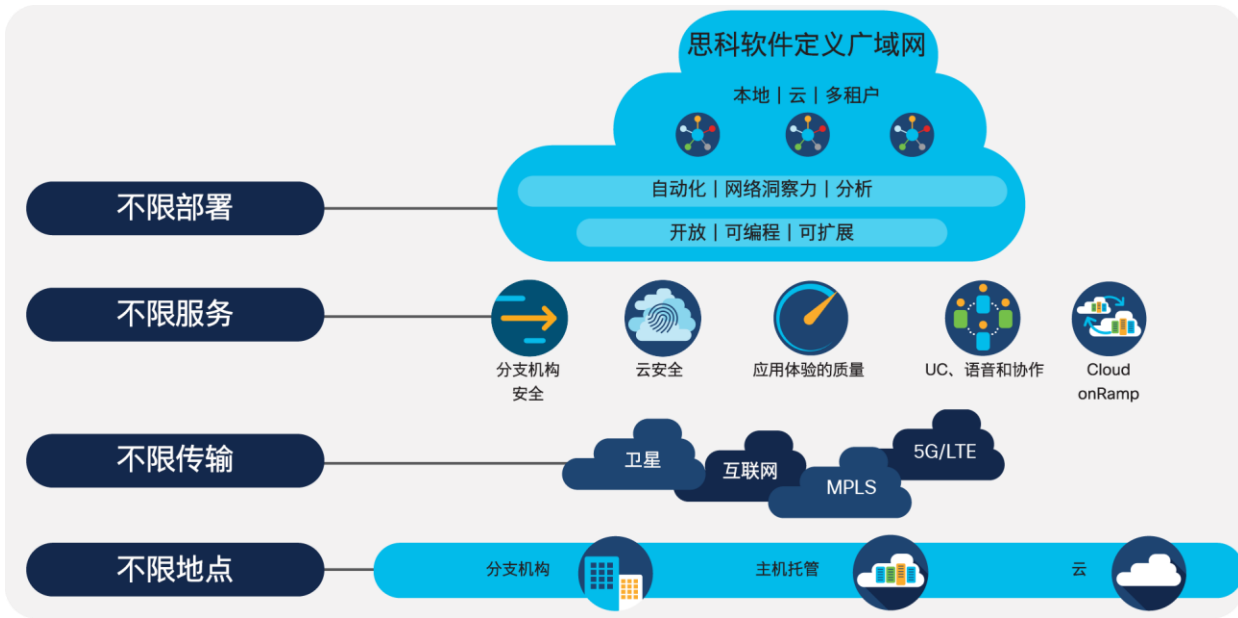 思科软件定义广域网
本地 | 云 | 多租户
自动化 | 网络洞察力 | 分析
开放 | 可编程 | 可扩展
不限部署
不限服务
分支机构
安全
云安全
应用体验的质量
UC、语音和协作
Cloud
onRamp
不限传输
卫星
互联网
MPLS
5G/LTE
不限地点
分支机构
主机托管
云